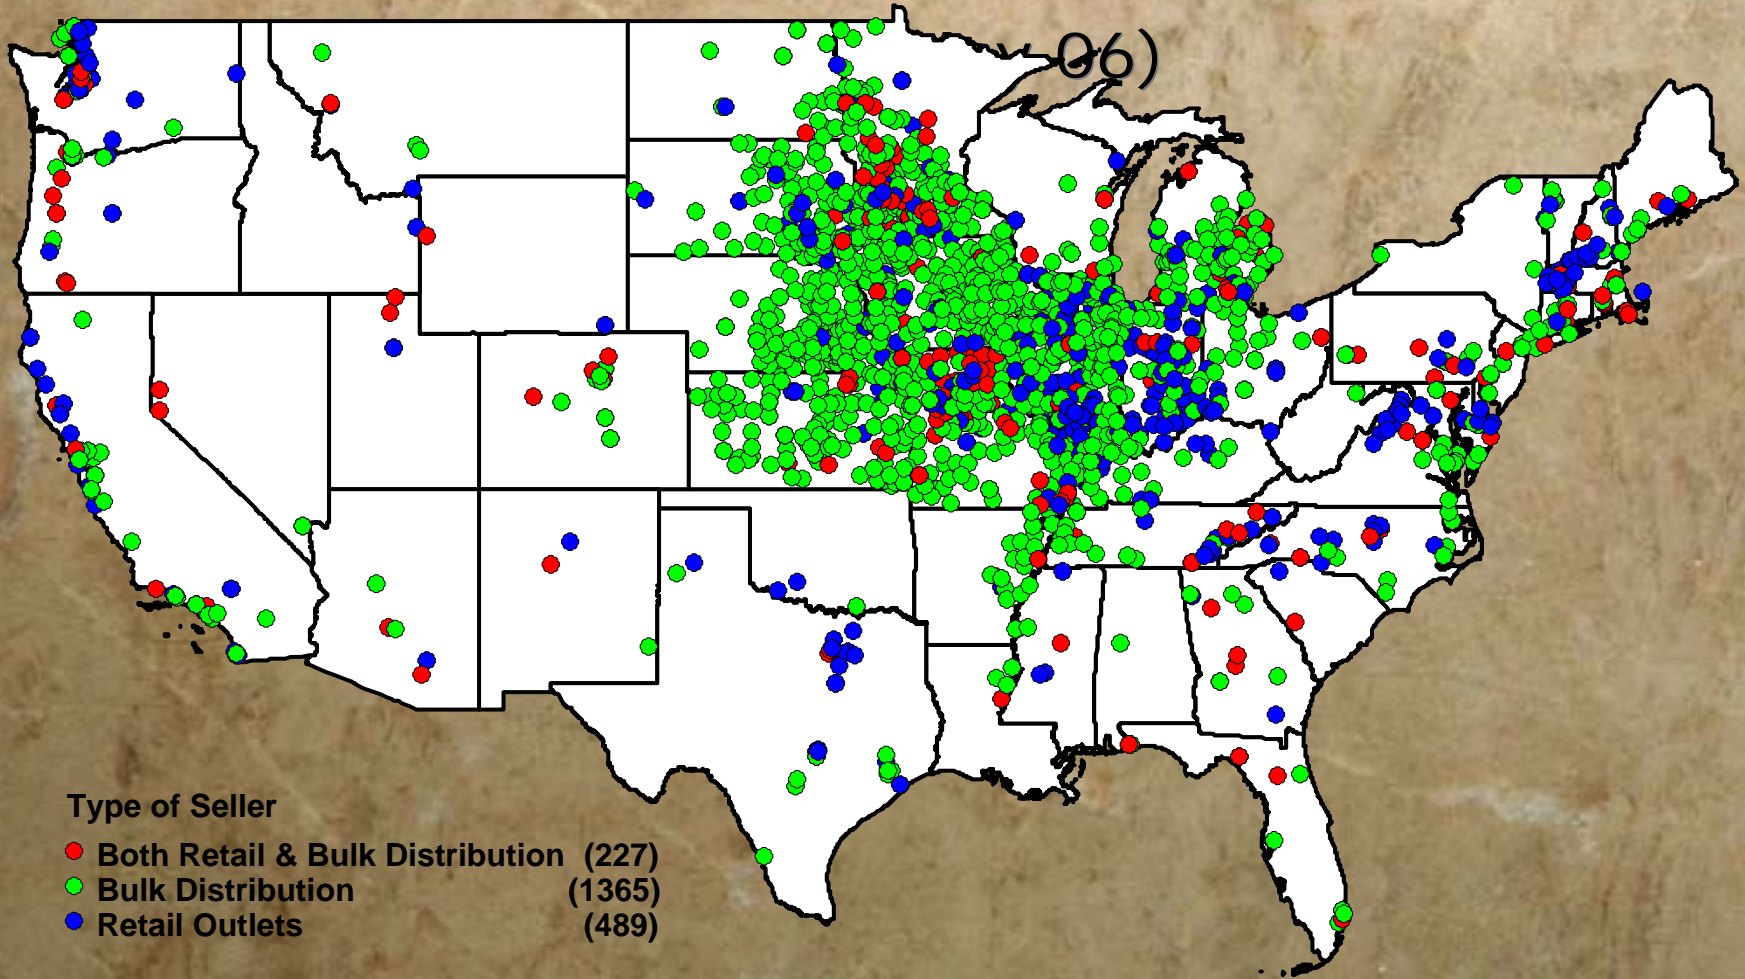 06)
Type of Seller
Both Retail & Bulk Distribution (227)
Bulk Distribution (1365)
Retail Outlets (489)